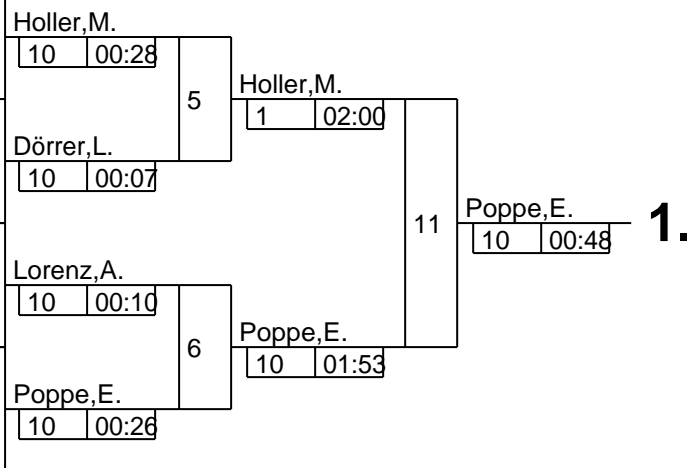 Holler,M.
10 00:28
5
Holler,M.
1 02:00
Dörrer,L.
10 00:07
11
Poppe,E.
10 00:48
1.
Lorenz,A.
10 00:10
6
Poppe,E.
10 01:53
Poppe,E.
10 00:26